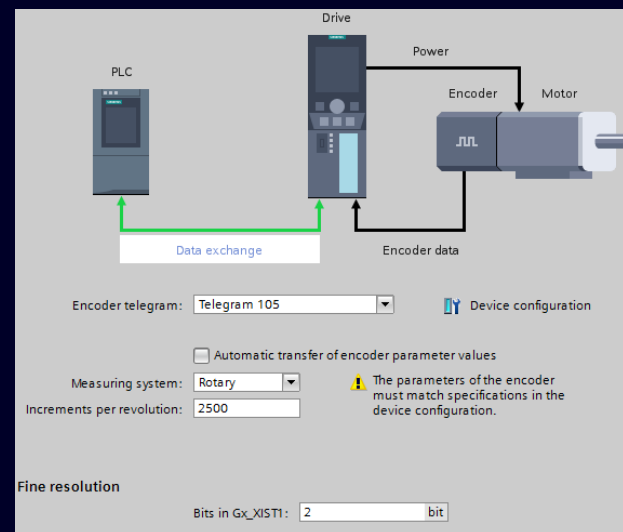 Drive
Power
PLC
Encoder
Motor
Data exchange
Encoder data
Encoder telegram: Telegram 105
Device configuration
Automatic transfer of encoder parameter values
Measuring system: Rotary
The parameters of the encoder
must match specifications in the
device configuration.
Increments per revolution: 2500
Fine resolution
Bits in Gx_XIST1: 2 bit